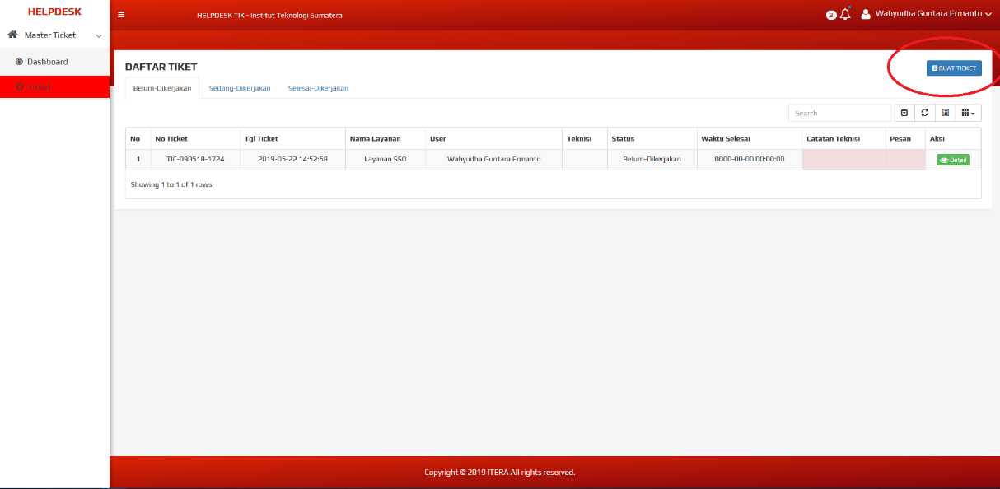 HELPDESK
HELPDESK TIK - Institut Teknologi Sumatera
2
Wahyudha Guntara Ermanto
Master Ticket
Dashboard
Ticket
DAFTAR TIKET
BUAT TICKET
Belum-Dikerjakan Sedang-Dikerjakan Selesai-Dikerjakan
Search
No No Ticket Tgl Ticket Nama Layanan User Teknisi Status Waktu Selesai Catatan Teknisi Pesan Aksi
1 TIC-090518-1724 2019-05-22 14:52:58 Layanan SSO Wahyudha Guntara Ermanto Belum-Dikerjakan 0000-00-00 00:00:00 Detail
Showing 1 to 1 of 1 rows
Copyright © 2019 ITERA All rights reserved.